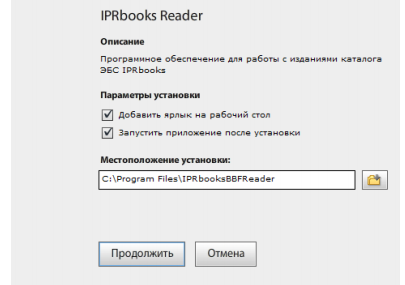 IPRbooks Reader
Описание
Программное обеспечение для работы с изданиями каталога
ЭБС IPRbooks
Параметры установки
Добавить ярлык на рабочий стол
Запустить приложение после установки
Местоположение установки:
C:\Program Files\IPRbooksBBFReader
Продолжить Отмена